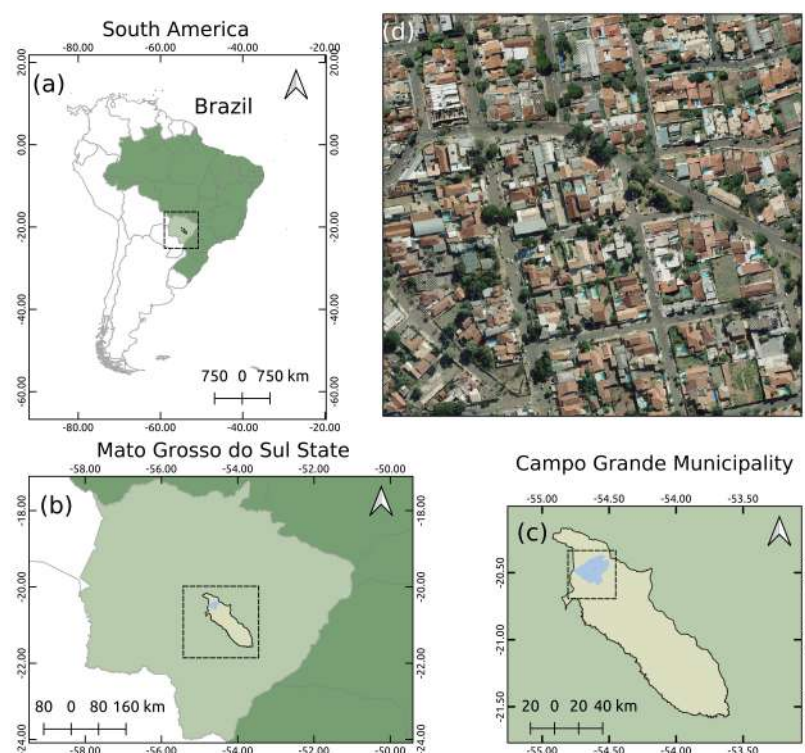 South America
-80.00 -60.00 -40.00 -20.00
(a)
Brazil
20.00
0.00
-20.00
-40.00
-60.00
20.00
0.00
-20.00
-40.00
-60.00
750 0 750 km
-80.00 -60.00 -40.00 -20.00
(d)
Mato Grosso do Sul State
-58.00 -56.00 -54.00 -52.00 -50.00
(b)
-18.00
-20.00
-22.00
-24.00
-18.00
-20.00
-22.00
-24.00
80 0 80 160 km
-58.00 -56.00 -54.00 -52.00 -50.00
Campo Grande Municipality
-55.00 -54.50 -54.00 -53.50
(c)
-20.50
-21.00
-21.50
-20.50
-21.00
-21.50
20 0 20 40 km
-55.00 -54.50 -54.00 -53.50